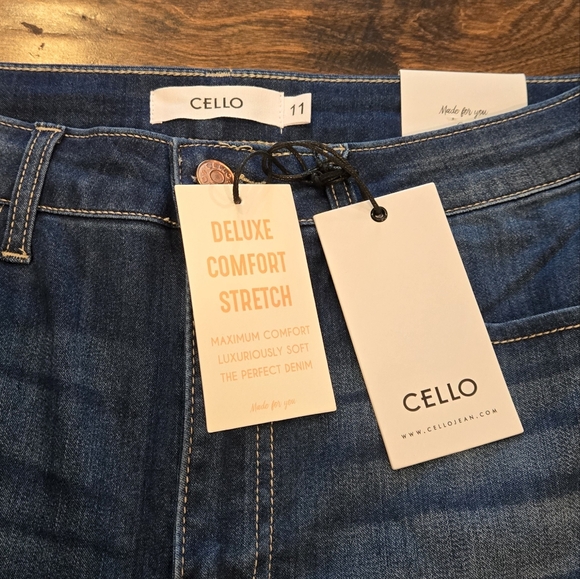 CELLO
11
Made for you
DELUXE
COMFORT
STRETCH
MAXIMUM COMFORT
LUXURIOUSLY SOFT
THE PERFECT DENIM
Made for you
CELLO
WWW.CELLOJEAN.COM